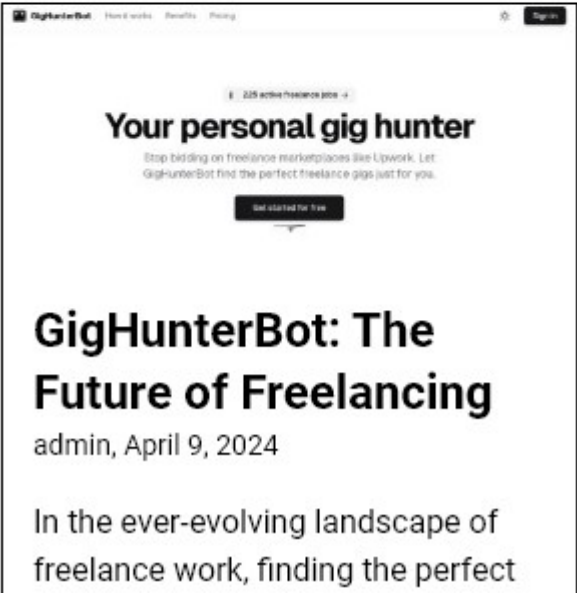 GigHunterBot How it works Benefits Pricing Sign in
225 active freelance jobs →
Your personal gig hunter
Stop bidding on freelance marketplaces like Upwork. Let
GigHunterBot find the perfect freelance gigs just for you.
Get started for free
GigHunterBot: The
Future of Freelancing
admin, April 9, 2024
In the ever-evolving landscape of
freelance work, finding the perfect